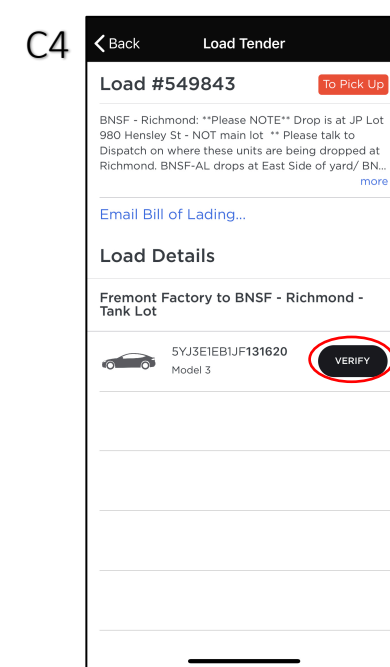 C4
Back
Load Tender
Load #549843
To Pick Up
BNSF - Richmond: **Please NOTE** Drop is at JP Lot
980 Hensley St - NOT main lot ** Please talk to
Dispatch on where these units are being dropped at
Richmond. BNSF-AL drops at East Side of yard/ BN...
more
Email Bill of Lading...
Load Details
Fremont Factory to BNSF - Richmond -
Tank Lot
5YJ3E1EB1JF131620
Model 3
VERIFY